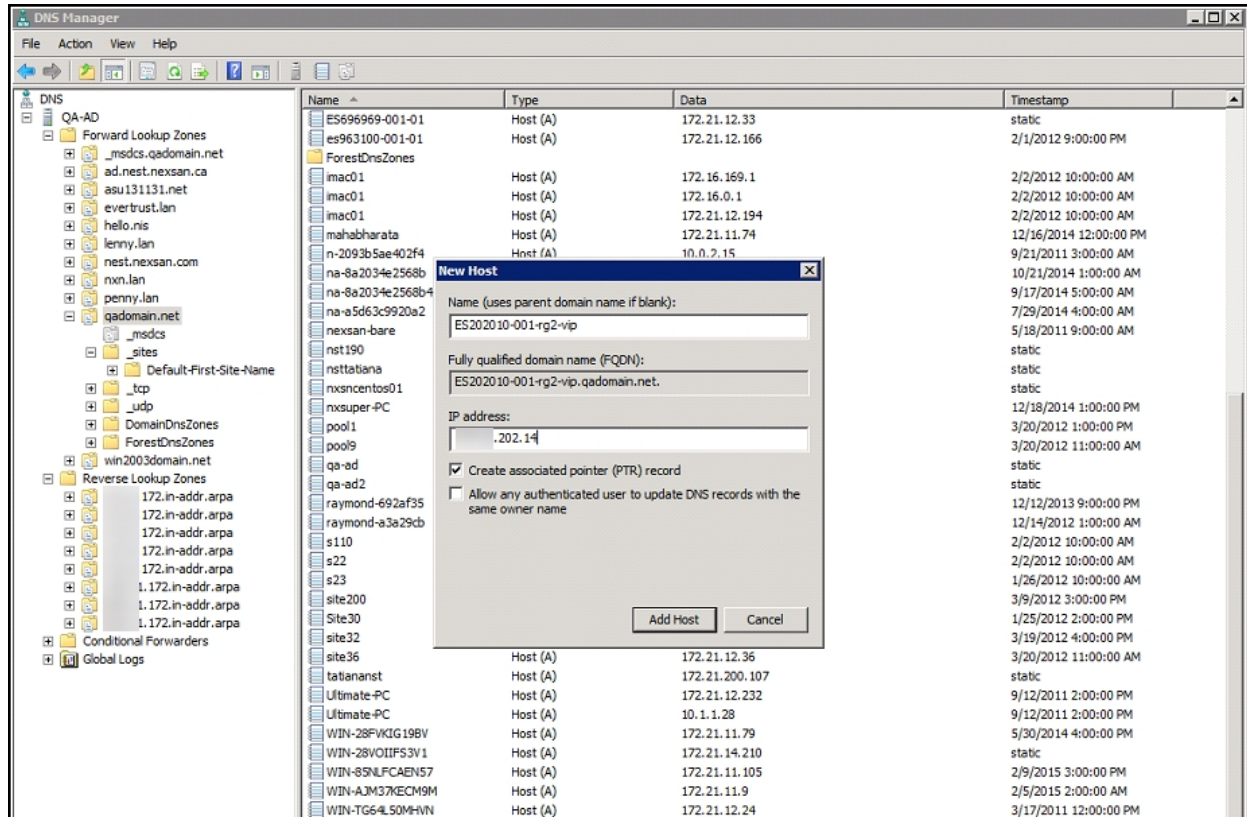 DNS Manager
File Action View Help
DNS
QA-AD
Forward Lookup Zones
_msdcs.qadomain.net
ad.nest.nexsan.ca
asu131131.net
evertrust.lan
hello.nis
lenny.lan
nest.nexsan.com
nxn.lan
penny.lan
qadomain.net
_msdcs
_sites
Default-First-Site-Name
_tcp
_udp
DomainDnsZones
ForestDnsZones
win2003domain.net
Reverse Lookup Zones
172.in-addr.arpa
172.in-addr.arpa
172.in-addr.arpa
172.in-addr.arpa
172.in-addr.arpa
1.172.in-addr.arpa
1.172.in-addr.arpa
1.172.in-addr.arpa
Conditional Forwarders
Global Logs
Name Type Data Timestamp
ES696969-001-01 Host (A) 172.21.12.33 static
es963100-001-01 Host (A) 172.21.12.166 2/1/2012 9:00:00 PM
ForestDnsZones
imac01 Host (A) 172.16.169.1 2/2/2012 10:00:00 AM
imac01 Host (A) 172.16.0.1 2/2/2012 10:00:00 AM
imac01 Host (A) 172.21.12.194 2/2/2012 10:00:00 AM
mahabharata Host (A) 172.21.11.74 12/16/2014 12:00:00 PM
n-2093b5ae402f4 Host (A) 10.0.2.15 9/21/2011 3:00:00 PM
na-8a2034e2568b 10/21/2014 1:00:00 AM
na-8a2034e2568b4 9/17/2014 5:00:00 AM
na-a5d63c9920a2 7/29/2014 4:00:00 AM
nexsan-bare 5/18/2011 9:00:00 AM
nst190 static
nsttatiana static
nxsncentos01 static
nxsuper-PC 12/18/2014 1:00:00 PM
pool1 3/20/2012 1:00:00 PM
pool9 3/20/2012 11:00:00 AM
qa-ad static
qa-ad2 static
raymond-692af35 12/12/2013 9:00:00 PM
raymond-a3a29cb 12/14/2012 1:00:00 AM
s110 2/2/2012 10:00:00 AM
s22 2/2/2012 10:00:00 AM
s23 1/26/2012 10:00:00 AM
site200 3/9/2012 3:00:00 PM
Site30 1/25/2012 2:00:00 PM
site32 3/19/2012 4:00:00 PM
site36 Host (A) 172.21.12.36 3/20/2012 11:00:00 AM
tatiananst Host (A) 172.21.200.107 static
Ultimate-PC Host (A) 172.21.12.232 9/12/2011 2:00:00 PM
Ultimate-PC Host (A) 10.1.1.28 9/12/2011 2:00:00 PM
WIN-28FVKIG19BV Host (A) 172.21.11.79 5/30/2014 4:00:00 PM
WIN-28VOIIFS3V1 Host (A) 172.21.14.210 static
WIN-85NLFCAEN57 Host (A) 172.21.11.105 2/9/2015 3:00:00 PM
WIN-AJM37KECM9M Host (A) 172.21.11.9 2/5/2015 2:00:00 AM
WIN-TG64L50MHVN Host (A) 172.21.12.24 3/17/2011 12:00:00 PM
New Host
Name (uses parent domain name if blank):
ES202010-001-rg2-vip
Fully qualified domain name (FQDN):
ES202010-001-rg2-vip.qadomain.net.
IP address:
.202.14
Create associated pointer (PTR) record
Allow any authenticated user to update DNS records with the
same owner name
Add Host Cancel